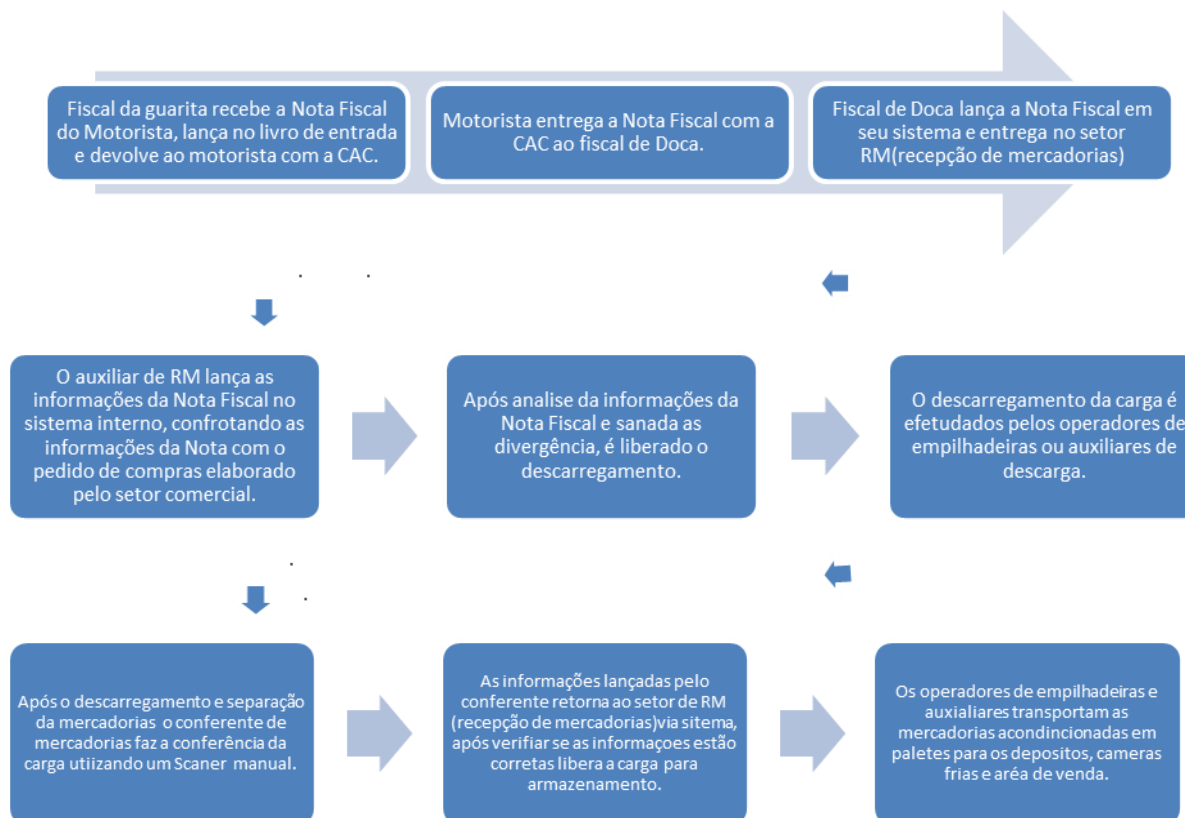 Fiscal da guarita recebe a Nota Fiscal
do Motorista, lança no livro de entrada
e devolve ao motorista com a CAC.
Motorista entrega a Nota Fiscal com a
CAC ao fiscal de Doca.
Fiscal de Doca lança a Nota Fiscal em
seu sistema e entrega no setor
RM(recepção de mercadorias)
O auxiliar de RM lança as
informações da Nota Fiscal no
sistema interno, confrotando as
informações da Nota com o
pedido de compras elaborado
pelo setor comercial.
Após analise da informações da
Nota Fiscal e sanada as
divergência, é liberado o
descarregamento.
O descarregamento da carga é
efetudados pelos operadores de
empilhadeiras ou auxiliares de
descarga.
Após o descarregamento e separação
da mercadorias o conferente de
mercadorias faz a conferência da
carga utiizando um Scaner manual.
As informações lançadas pelo
conferente retorna ao setor de RM
(recepção de mercadorias)via sitema,
após verifiar se as informaçoes estão
corretas libera a carga para
armazenamento.
Os operadores de empilhadeiras e
auxialiares transportam as
mercadorias acondincionadas em
paletes para os depositos, cameras
frias e aréa de venda.